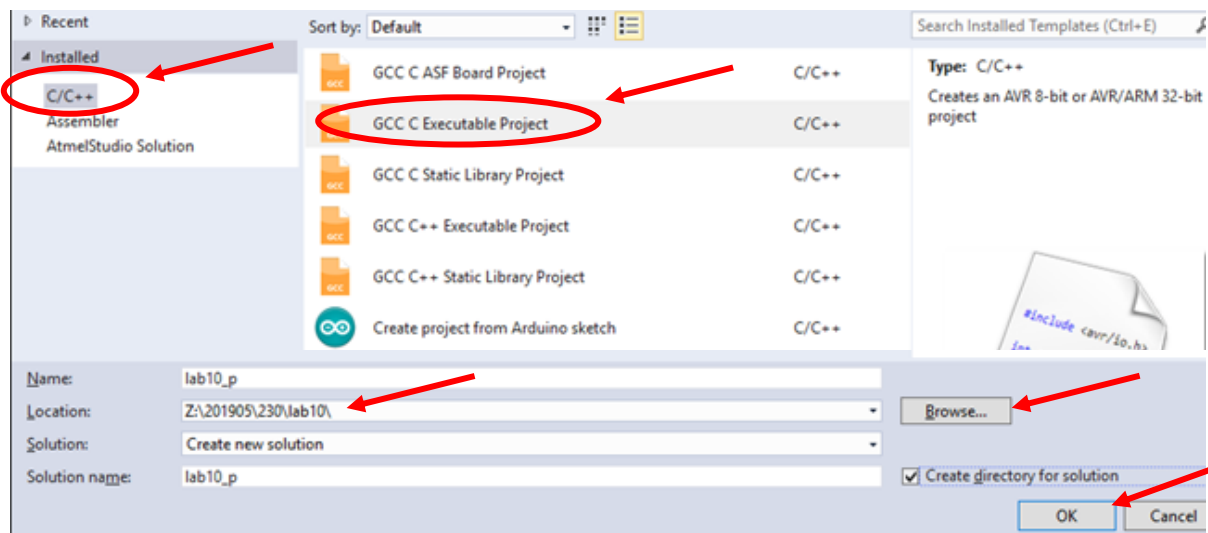 Recent
Installed
C/C++
Assembler
AtmelStudio Solution
Sort by: Default
GCC C ASF Board Project C/C++
GCC C Executable Project C/C++
GCC C Static Library Project C/C++
GCC C++ Executable Project C/C++
GCC C++ Static Library Project C/C++
Create project from Arduino sketch C/C++
Search Installed Templates (Ctrl+E)
Type: C/C++
Creates an AVR 8-bit or AVR/ARM 32-bit
project
#include <avr/io.h>
Name: lab10_p
Location: Z:\201905\230\lab10\
Browse...
Solution: Create new solution
Solution name: lab10_p
Create directory for solution
OK Cancel